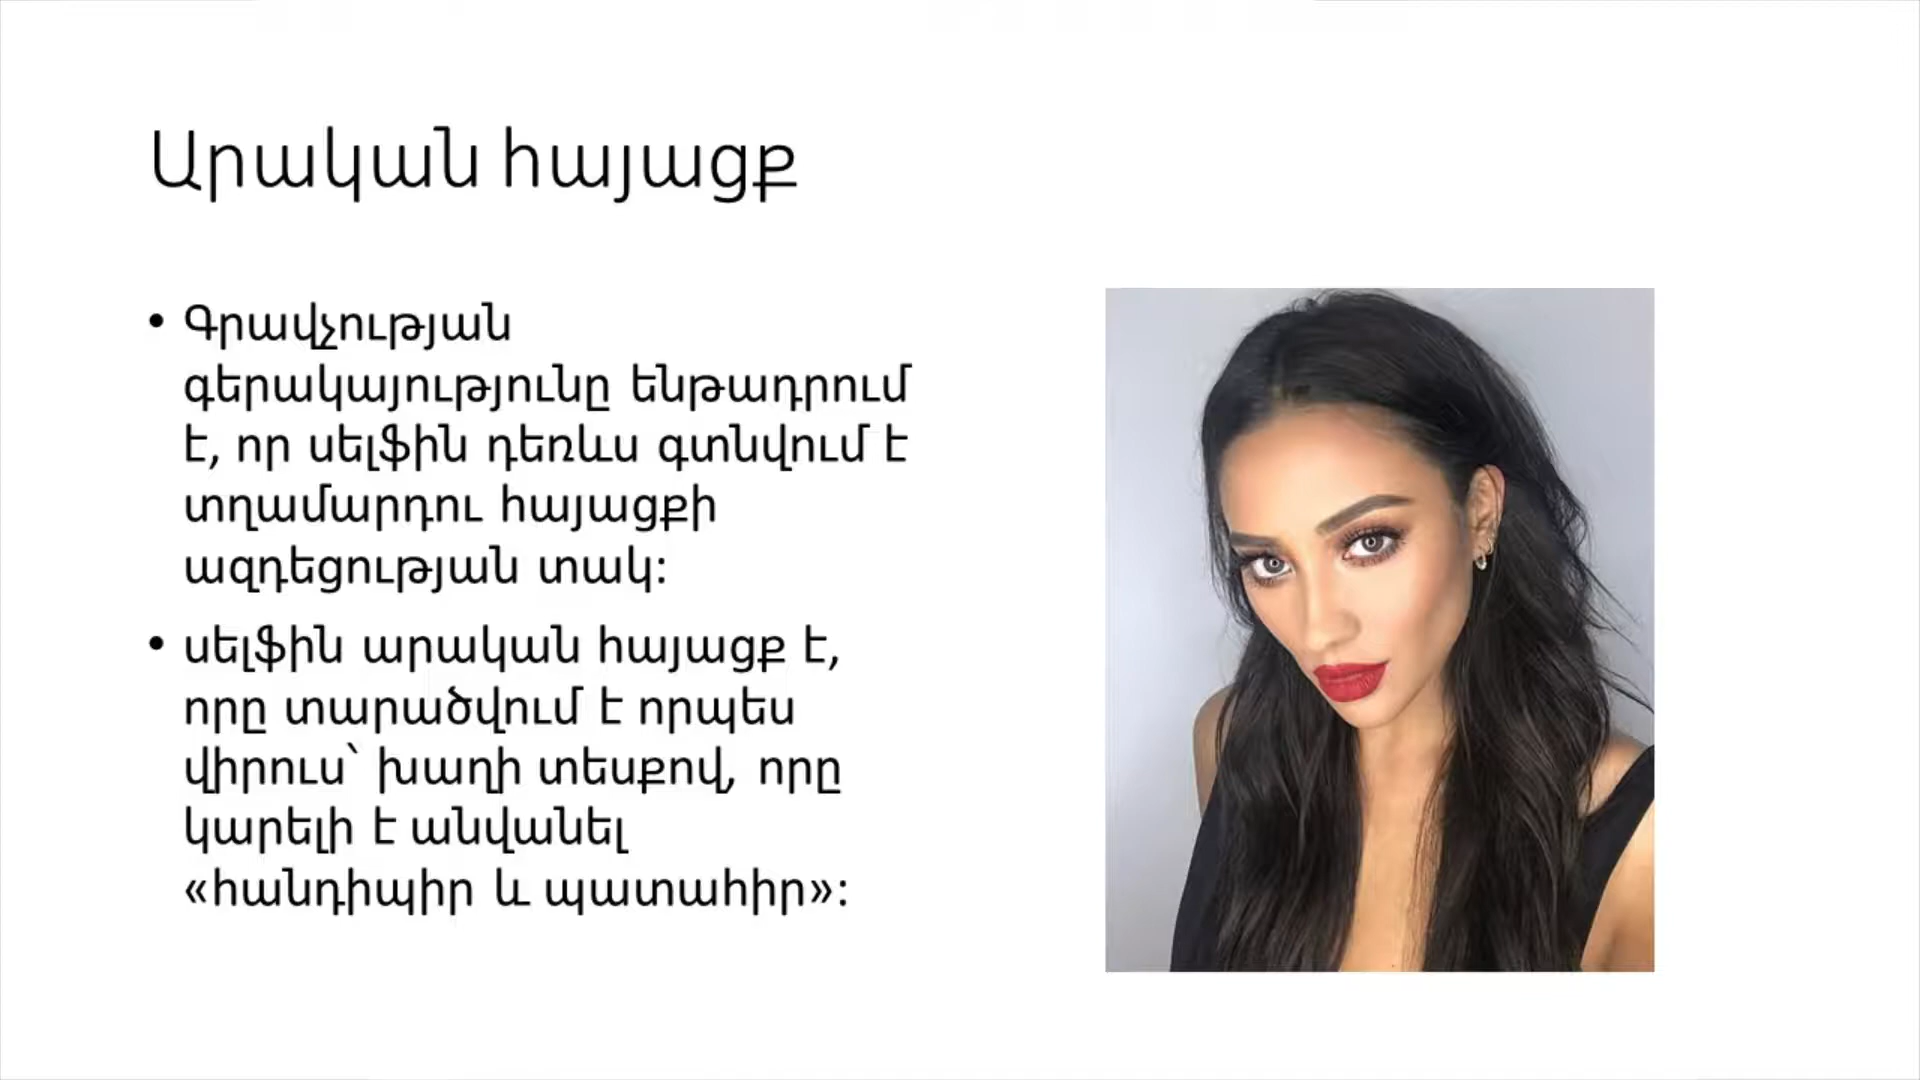 Արական հայացք
• Գրավչության
գերակայությունը ենթադրում
է, որ սելֆին դեռևս գտնվում է
տղամարդու հայացքի
ազդեցության տակ:
• սելֆին արական հայացք է,
որը տարածվում է որպես
վիրուս՝ խաղի տեսքով, որը
կարելի է անվանել
«հանդիպիր և պատահիր»: